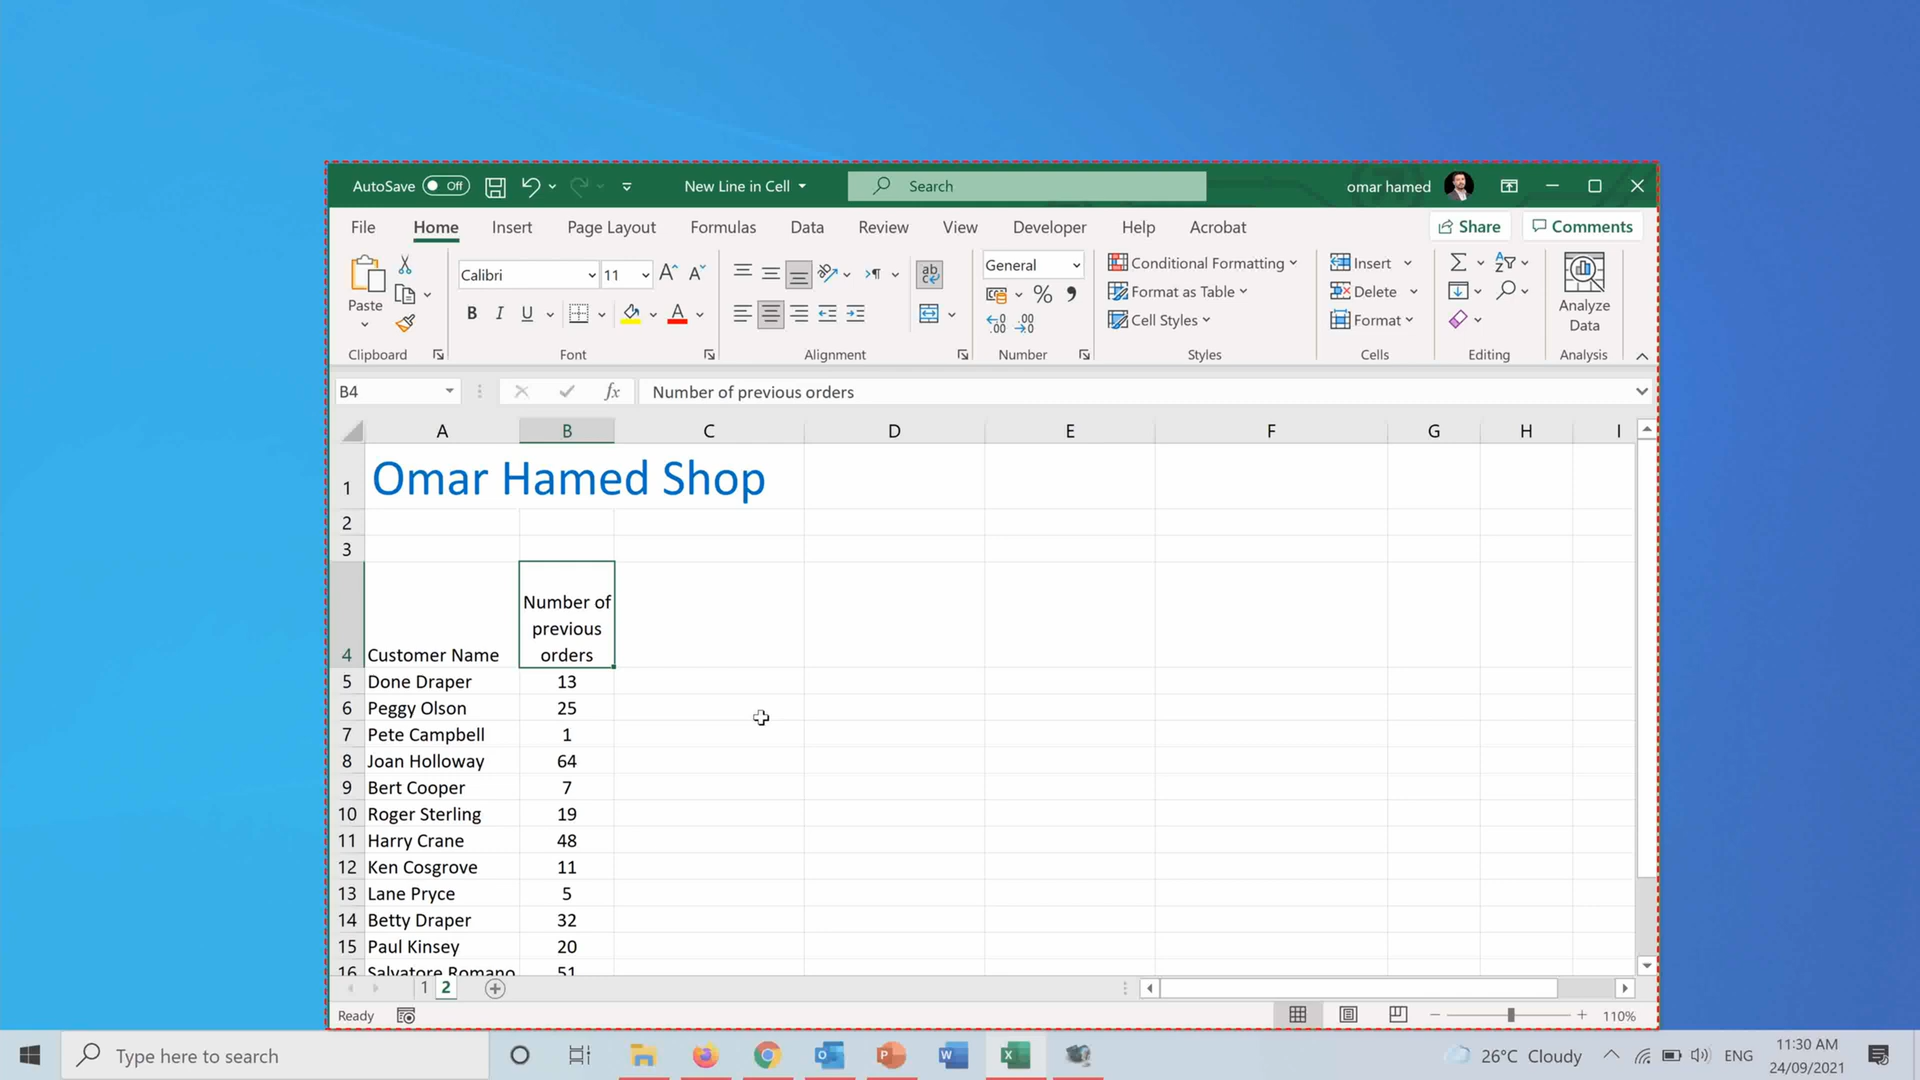 AutoSave Off New Line in Cell Search omar hamed
File Home Insert Page Layout Formulas Data Review View Developer Help Acrobat Share Comments
Paste Calibri 11 B I U A General % Conditional Formatting Format as Table Cell Styles Insert Delete Format Analyze Data
Clipboard Font Alignment Number Styles Cells Editing Analysis
B4 fx Number of previous orders
A B C D E F G H I
1 Omar Hamed Shop
2
3
Number of
previous
4 Customer Name orders
5 Done Draper 13
6 Peggy Olson 25
7 Pete Campbell 1
8 Joan Holloway 64
9 Bert Cooper 7
10 Roger Sterling 19
11 Harry Crane 48
12 Ken Cosgrove 11
13 Lane Pryce 5
14 Betty Draper 32
15 Paul Kinsey 20
16 Salvatore Romano 51
1 2
Ready 110%
Type here to search 26°C Cloudy ENG 11:30 AM
24/09/2021